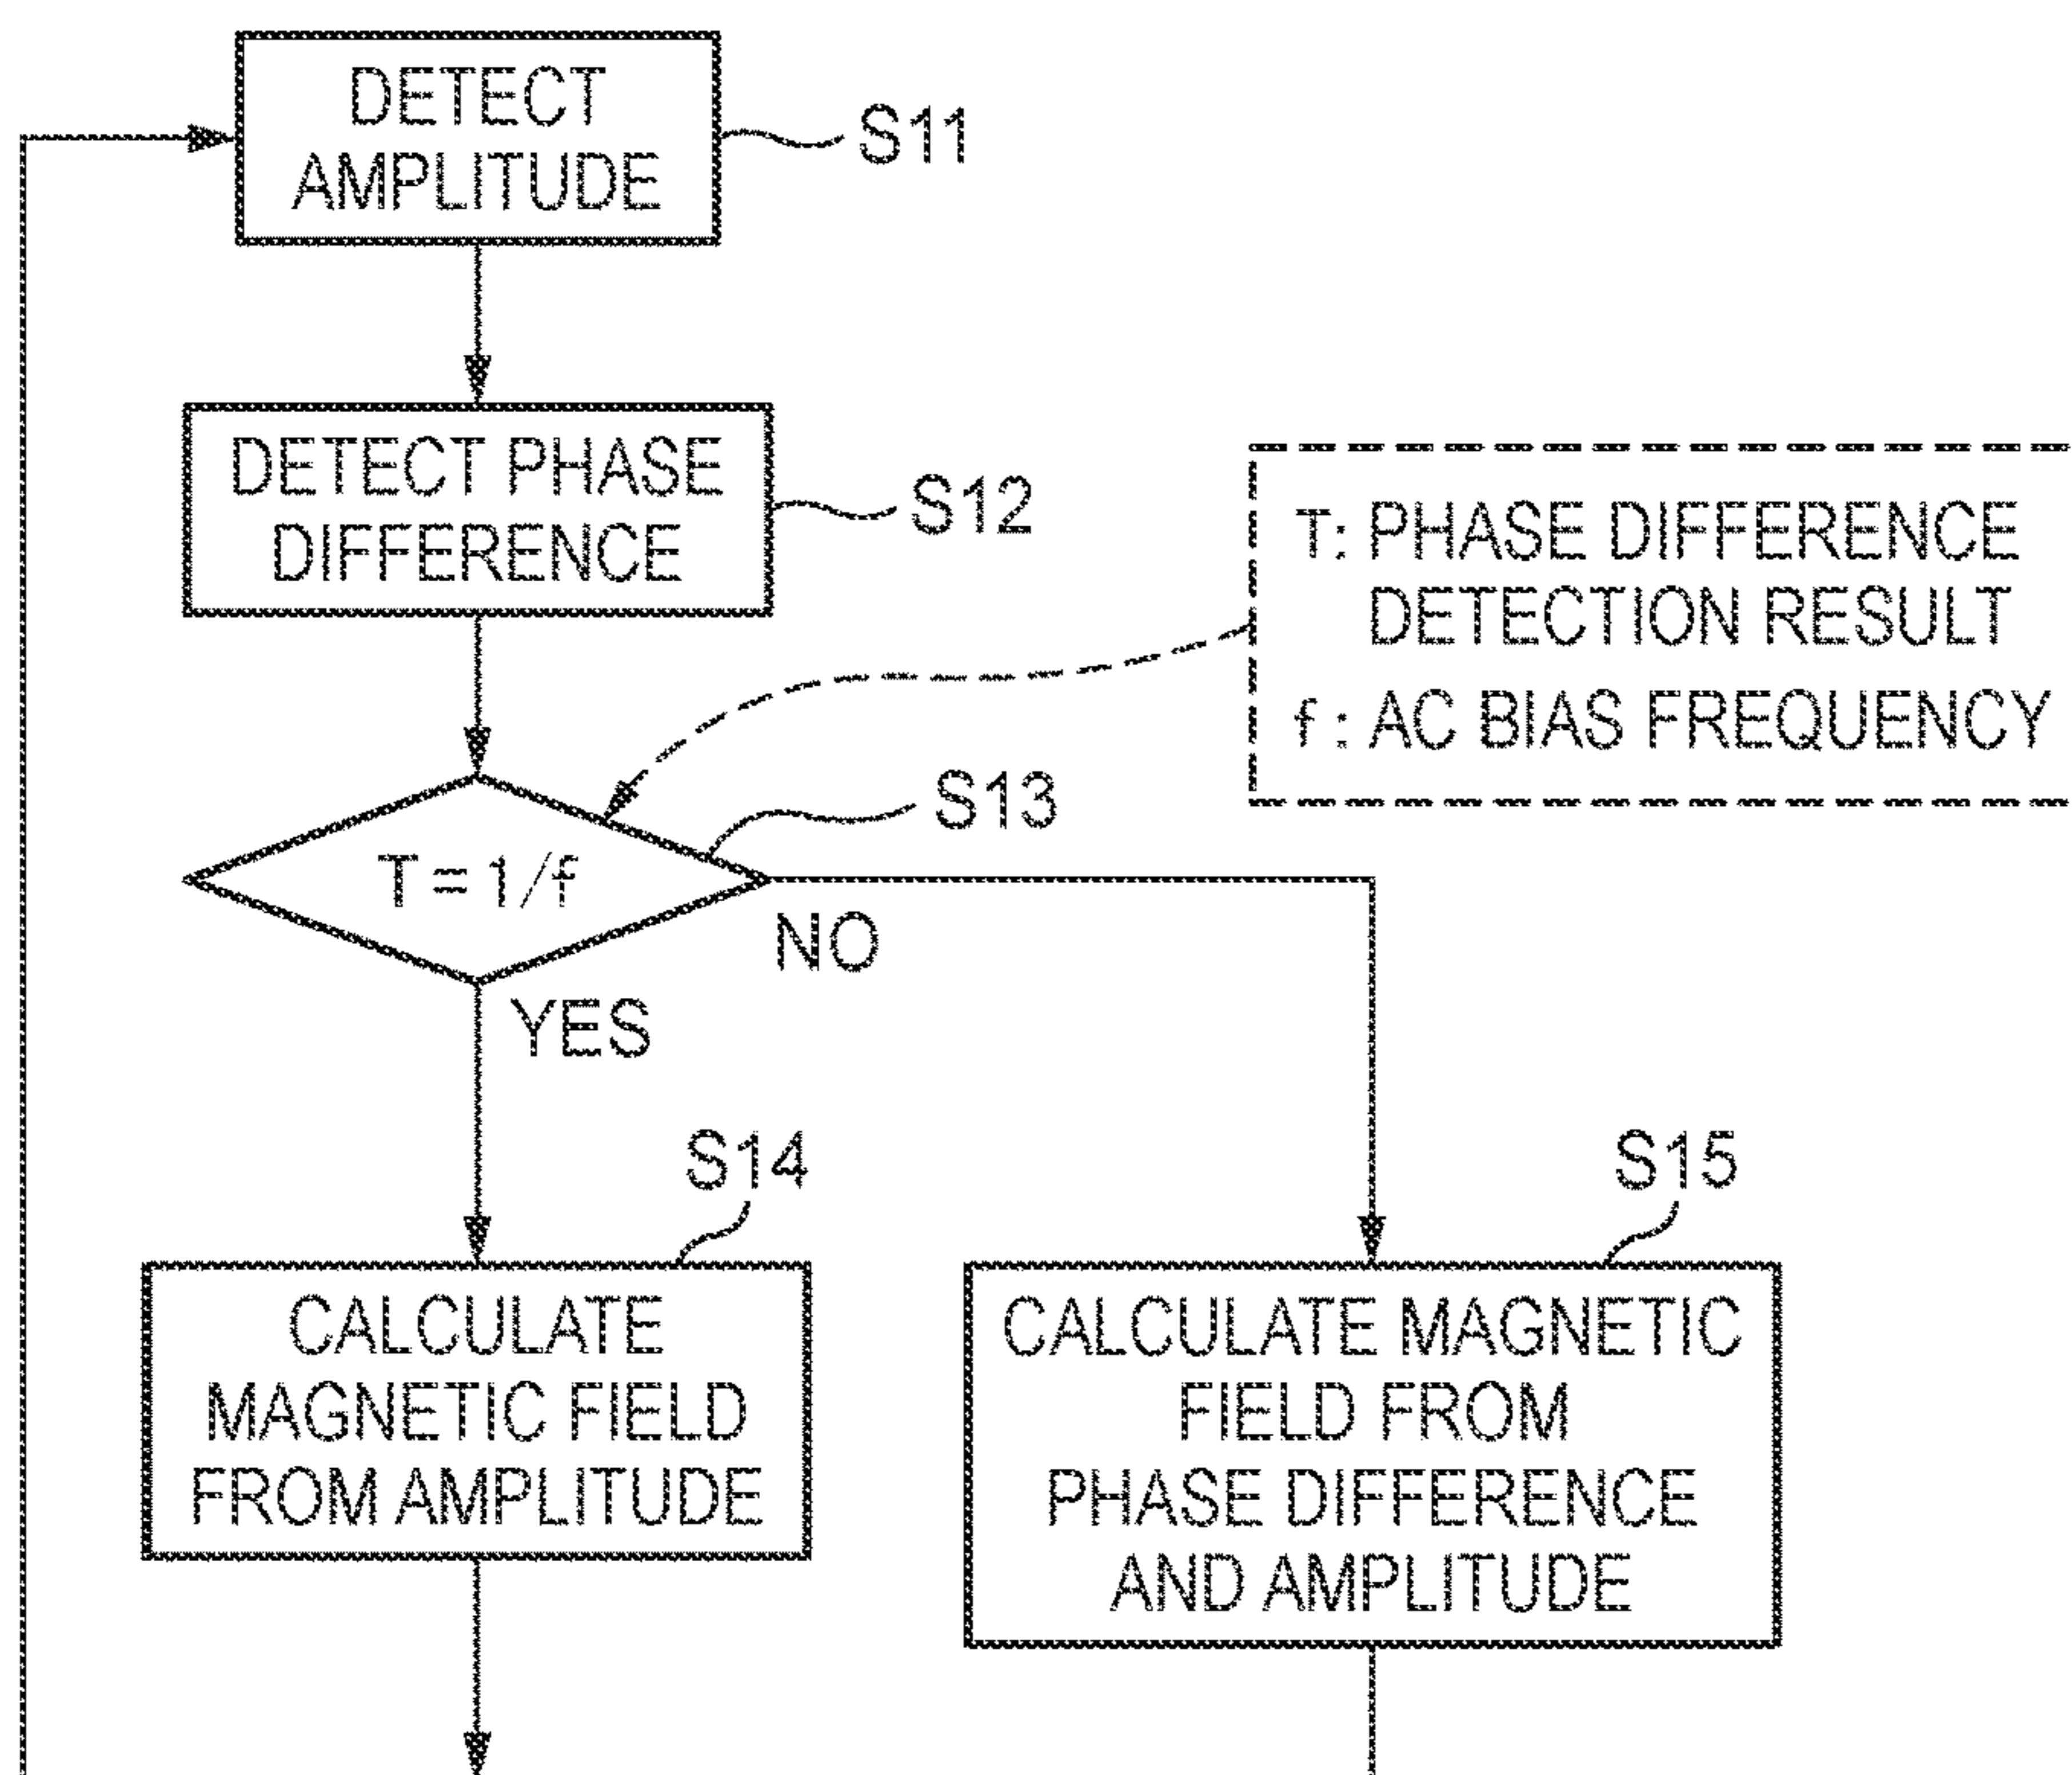 DETECT
AMPLITUDE
S11
DETECT PHASE
DIFFERENCE
S12
T: PHASE DIFFERENCE
DETECTION RESULT
f: AC BIAS FREQUENCY
S13
T = 1/f
NO
YES
S14
S15
CALCULATE
MAGNETIC FIELD
FROM AMPLITUDE
CALCULATE MAGNETIC
FIELD FROM
PHASE DIFFERENCE
AND AMPLITUDE